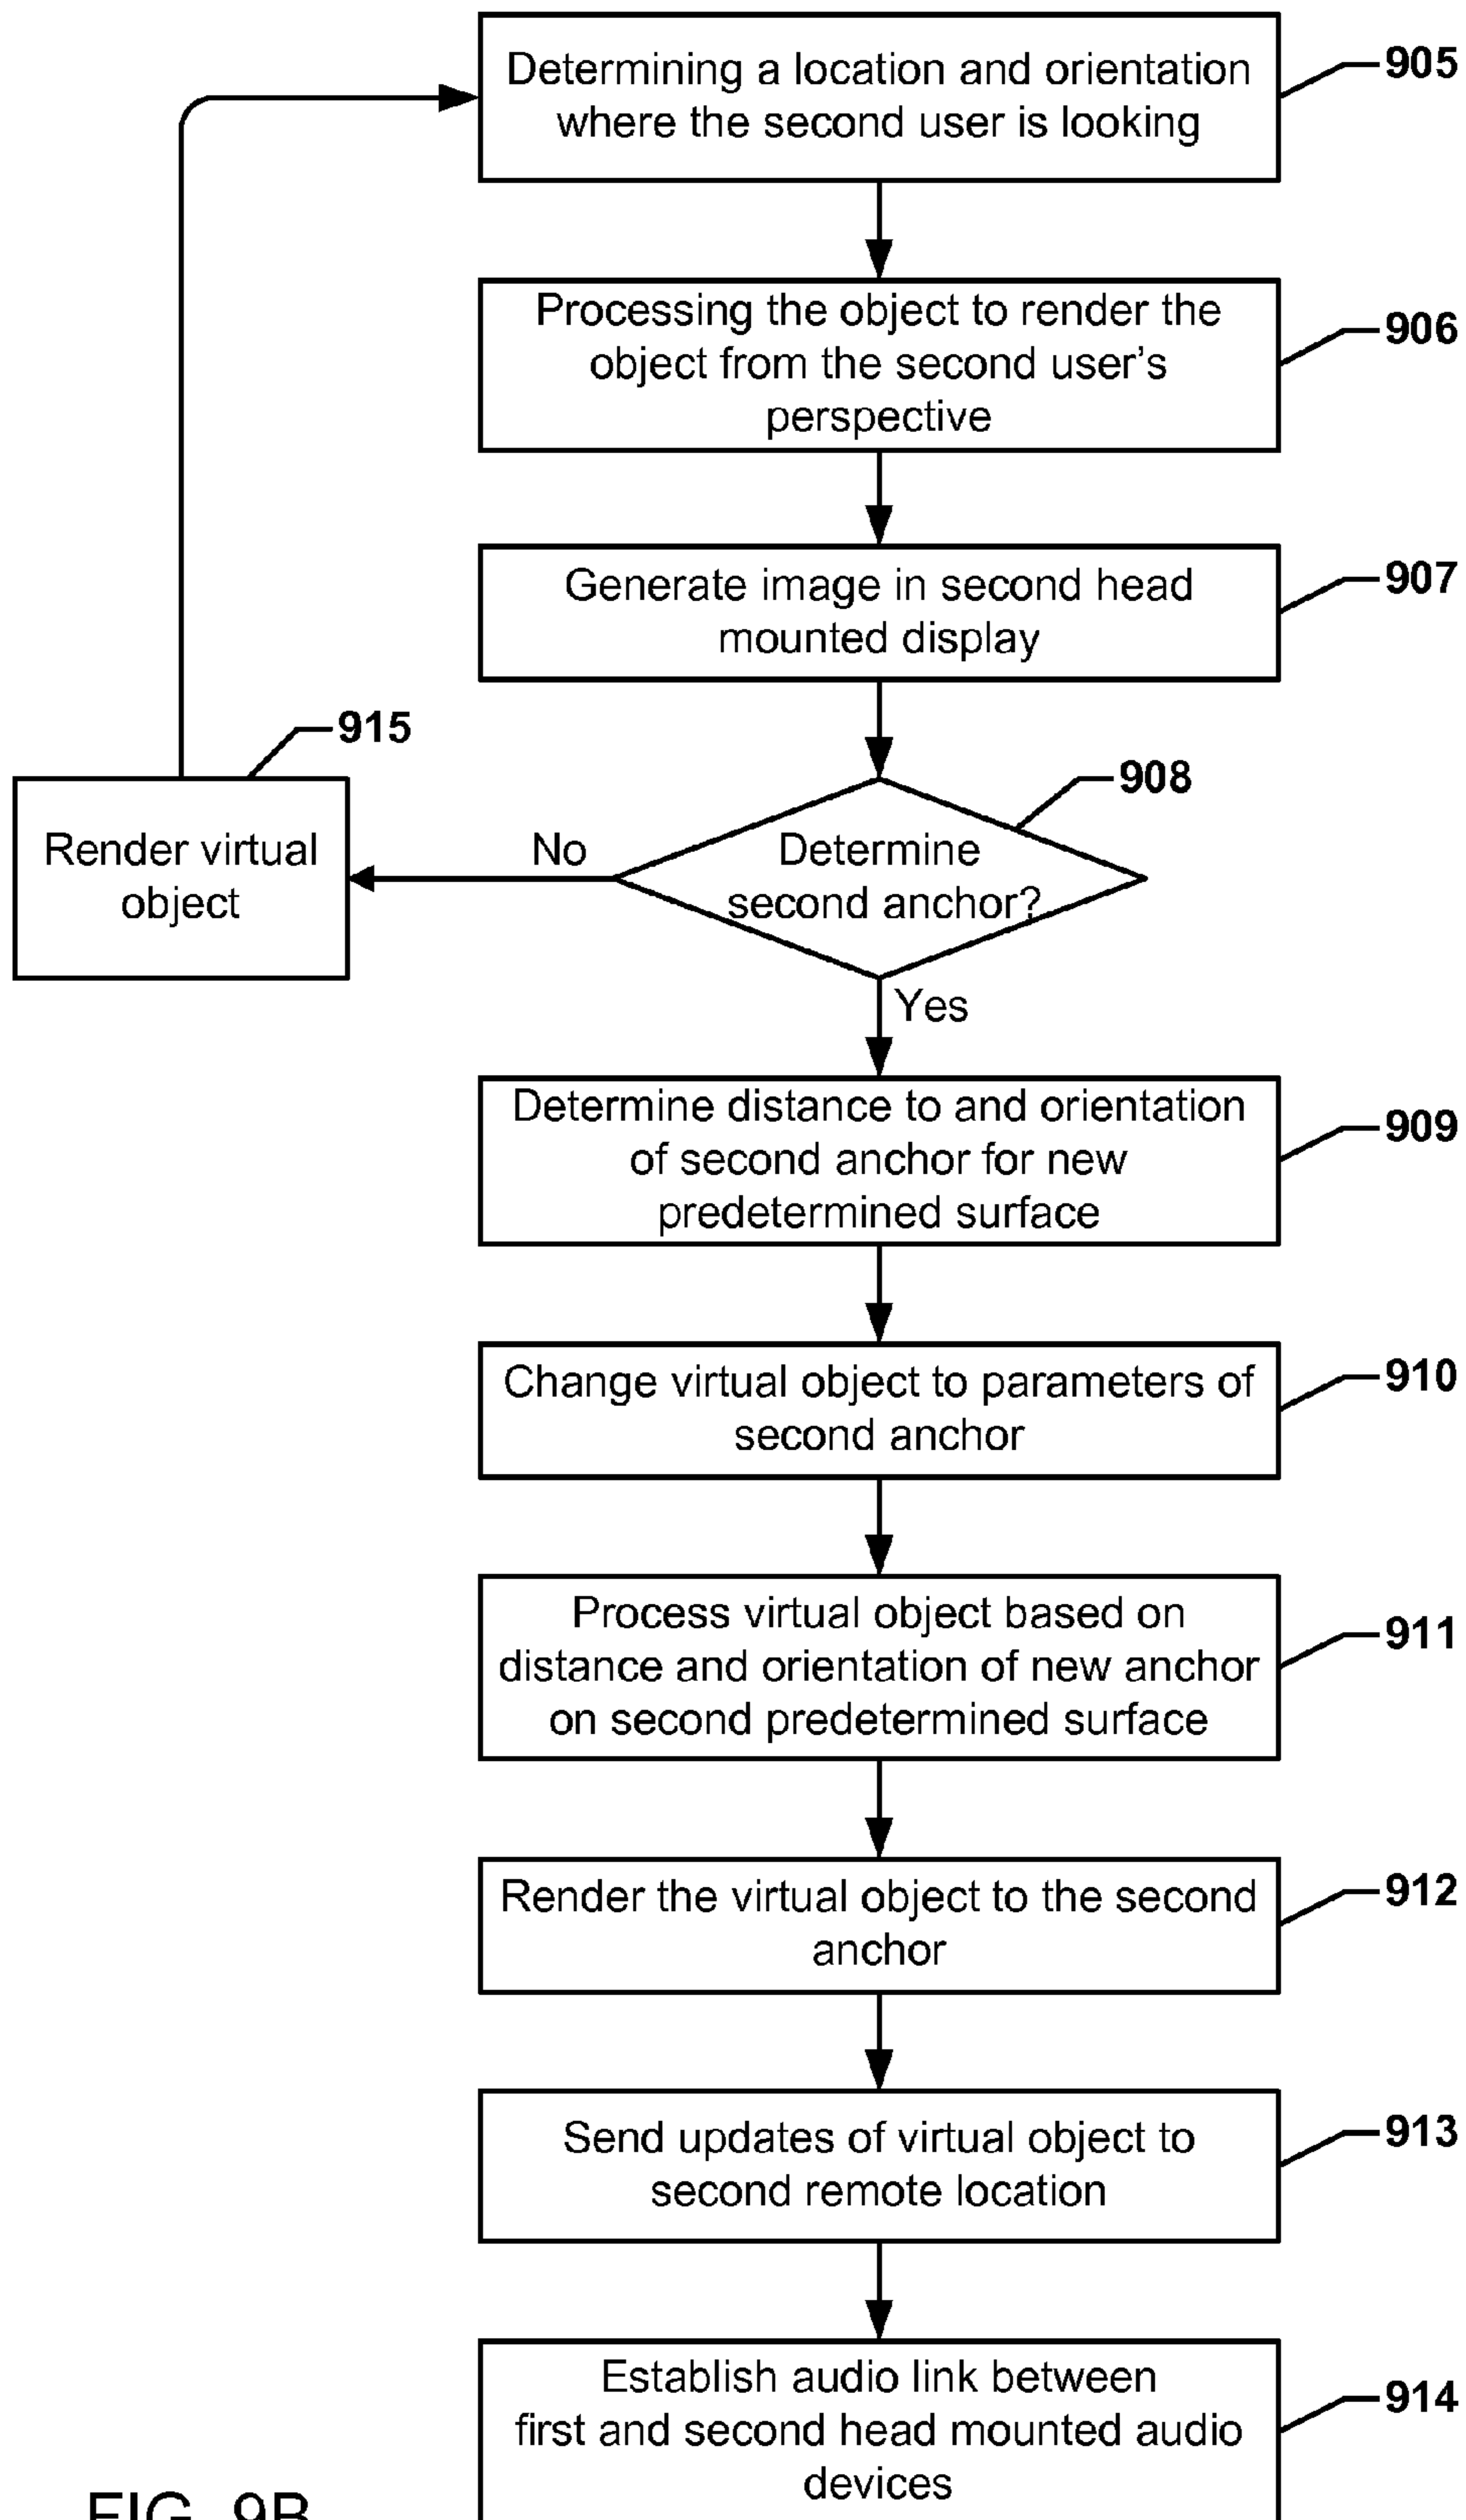 Determining a location and orientation
where the second user is looking
905
Processing the object to render the
object from the second user's
perspective
906
Generate image in second head
mounted display
907
915
Render virtual
object
No
908
Determine
second anchor?
Yes
Determine distance to and orientation
of second anchor for new
predetermined surface
909
Change virtual object to parameters of
second anchor
910
Process virtual object based on
distance and orientation of new anchor
on second predetermined surface
911
Render the virtual object to the second
anchor
912
Send updates of virtual object to
second remote location
913
Establish audio link between
first and second head mounted audio
devices
914
FIG. 9B